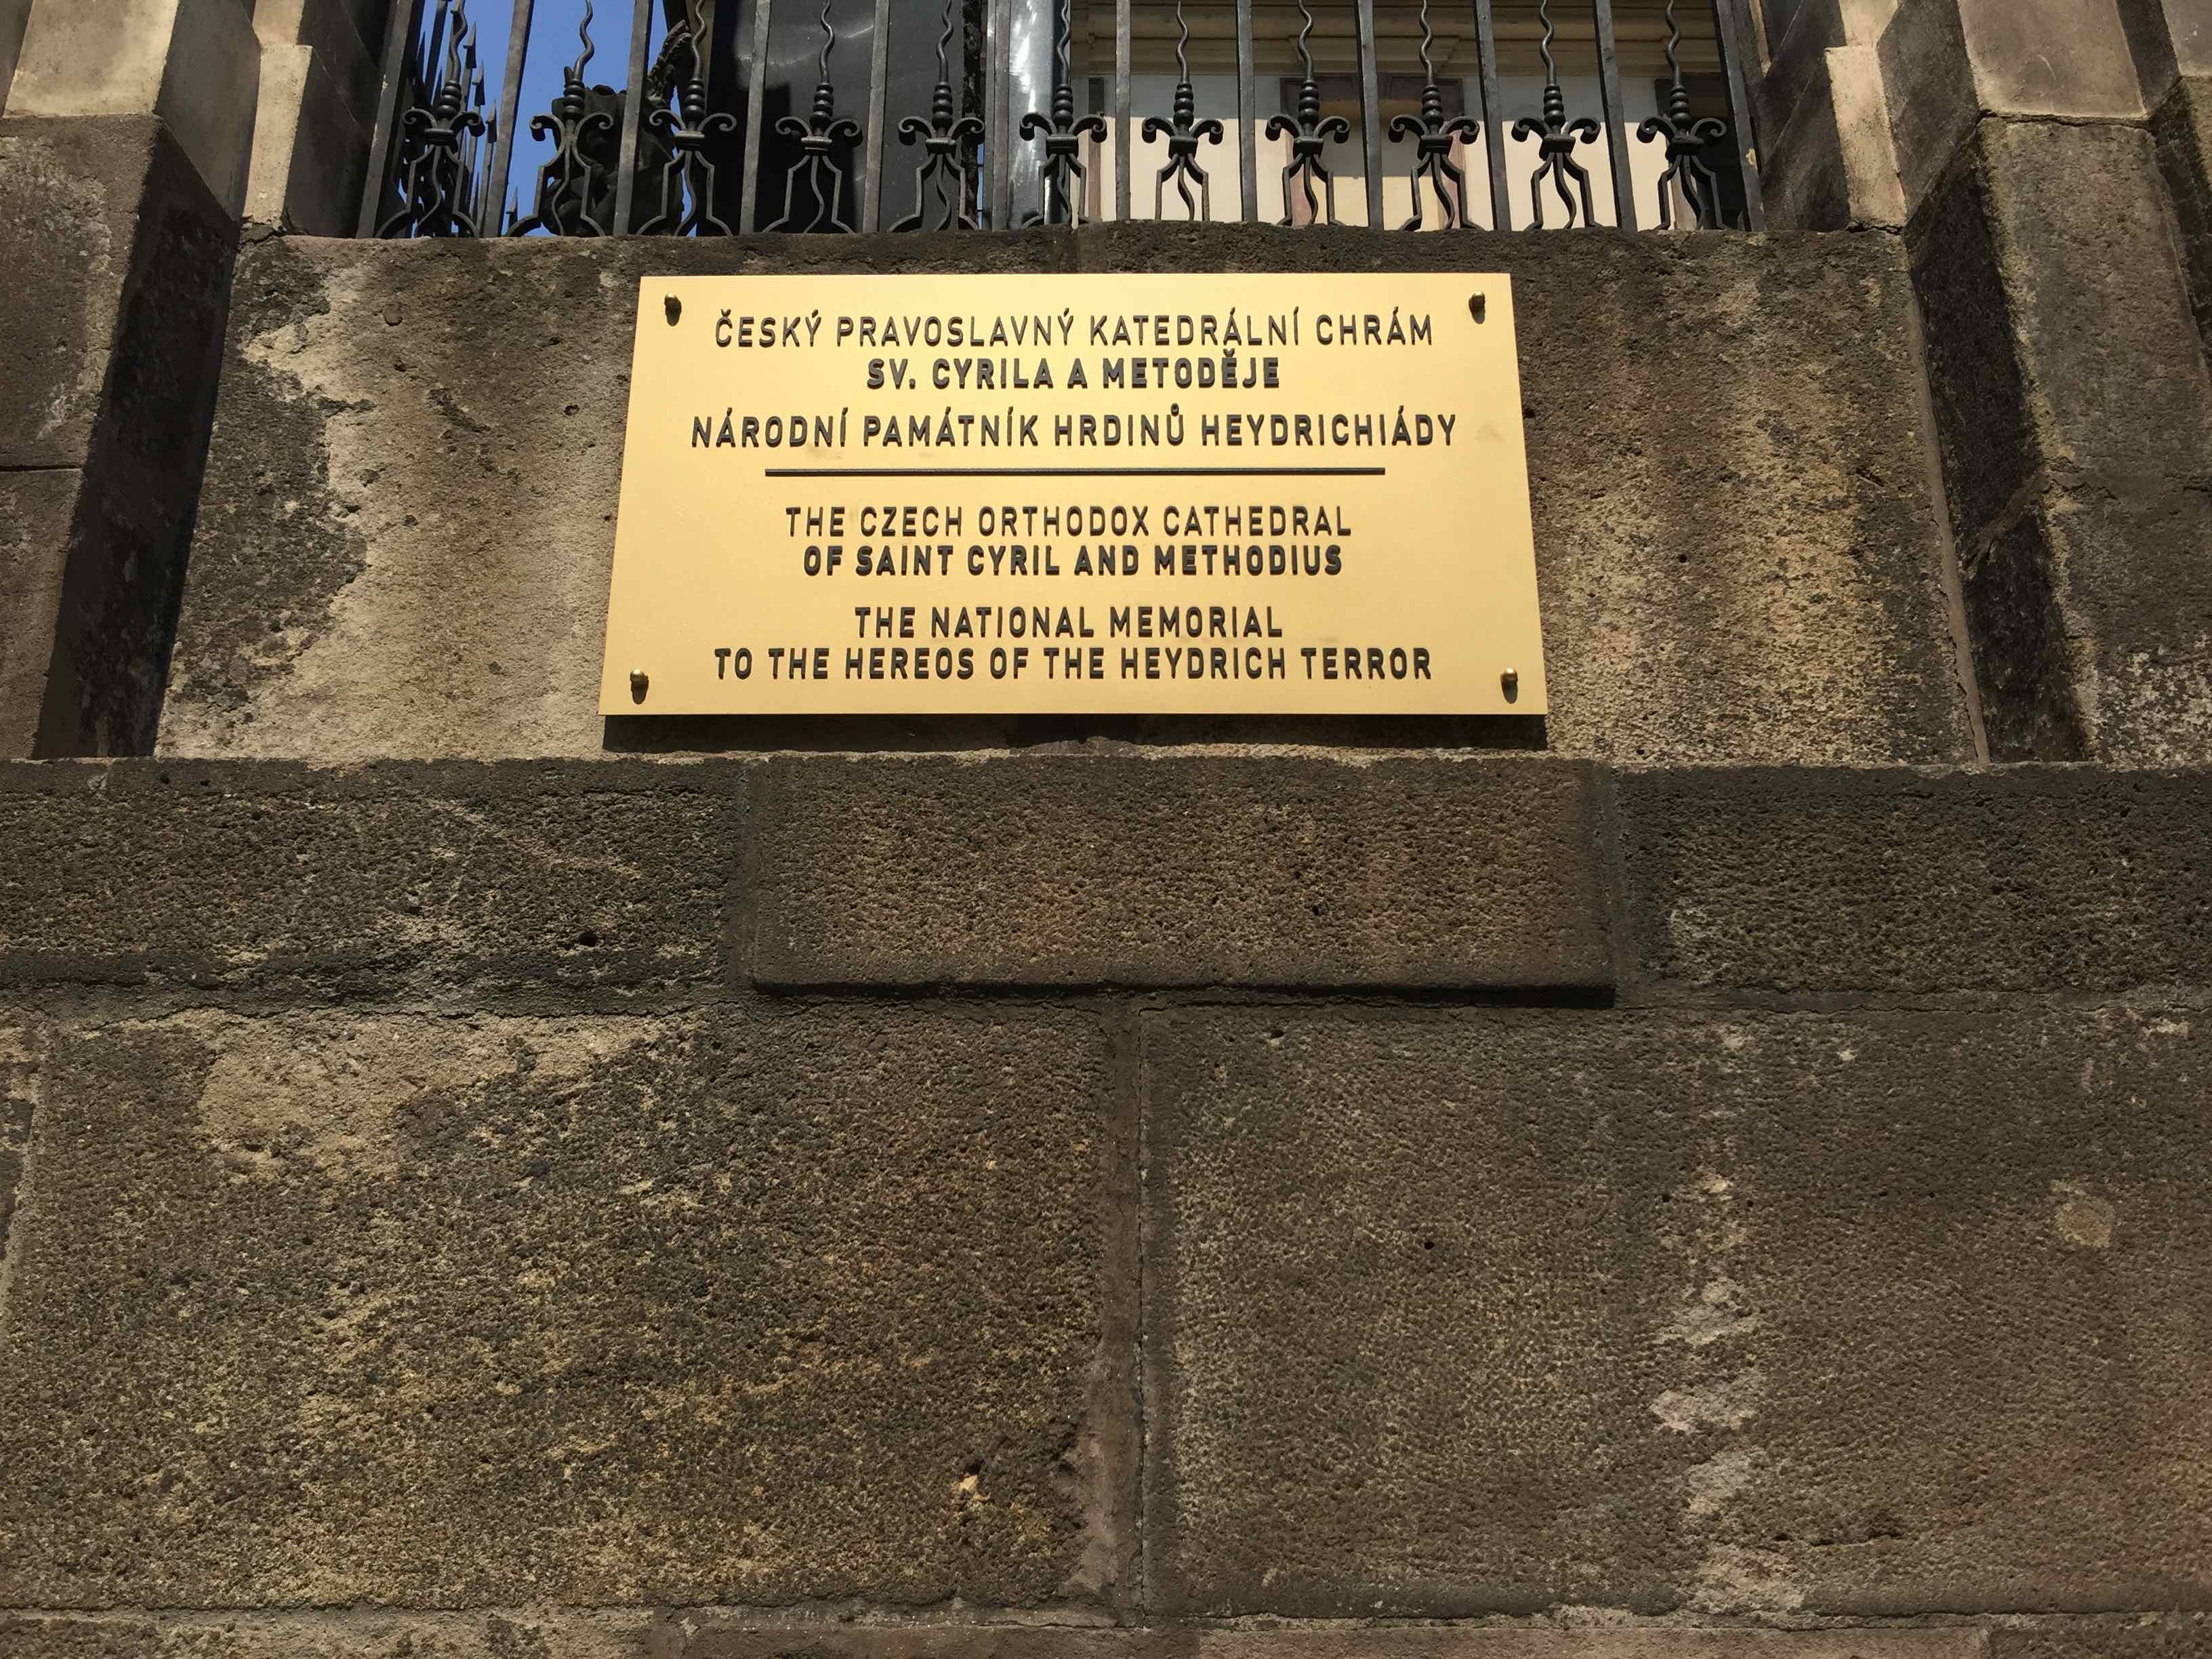 ČESKÝ PRAVOSLAVNÝ KATEDRÁLNÍ CHRÁM
SV. CYRILA A METODĚJE
NÁRODNÍ PAMÁTNÍK HRDINŮ HEYDRICHIÁDY
THE CZECH ORTHODOX CATHEDRAL
OF SAINT CYRIL AND METHODIUS
THE NATIONAL MEMORIAL
TO THE HEREOS OF THE HEYDRICH TERROR